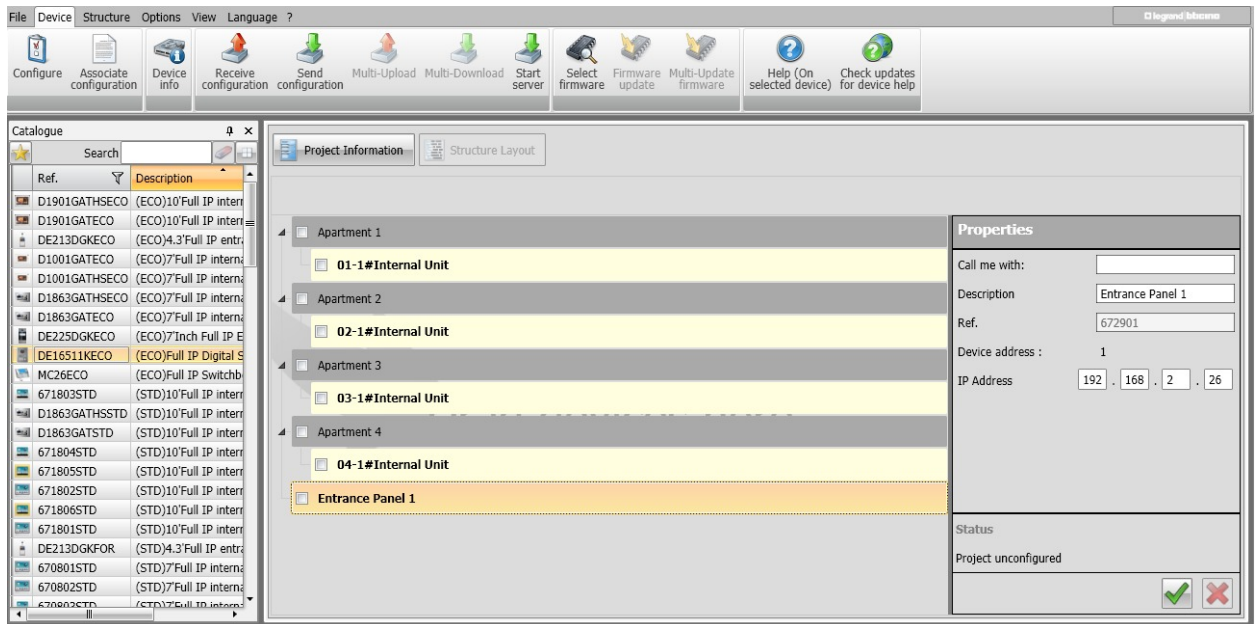 File Device Structure Options View Language ?
legrand bticino
Configure
Associate configuration
Device info
Receive configuration
Send configuration
Multi-Upload
Multi-Download
Start server
Select firmware
Firmware update
Multi-Update firmware
Help (On selected device)
Check updates for device help
Catalogue
Search
Ref. Description
D1901GATHSECO (ECO)10'Full IP intern
D1901GATECO (ECO)10'Full IP intern
DE213DGKECO (ECO)4.3'Full IP entra
D1001GATECO (ECO)7'Full IP interna
D1001GATHSECO (ECO)7'Full IP interna
D1863GATHSECO (ECO)7'Full IP interna
D1863GATECO (ECO)7'Full IP interna
DE225DGKECO (ECO)7'Inch Full IP E
DE16511KECO (ECO)Full IP Digital S
MC26ECO (ECO)Full IP Switchb
671803STD (STD)10'Full IP intern
D1863GATHSSTD (STD)10'Full IP intern
D1863GATSTD (STD)10'Full IP intern
671804STD (STD)10'Full IP intern
671805STD (STD)10'Full IP intern
671802STD (STD)10'Full IP intern
671806STD (STD)10'Full IP intern
671801STD (STD)10'Full IP intern
DE213DGKFOR (STD)4.3'Full IP entra
670801STD (STD)7'Full IP interna
670802STD (STD)7'Full IP interna
670803STD (STD)7'Full IP interna
Project Information
Structure Layout
Apartment 1
01-1#Internal Unit
Apartment 2
02-1#Internal Unit
Apartment 3
03-1#Internal Unit
Apartment 4
04-1#Internal Unit
Entrance Panel 1
Properties
Call me with:
Description Entrance Panel 1
Ref. 672901
Device address : 1
IP Address 192 . 168 . 2 . 26
Status
Project unconfigured